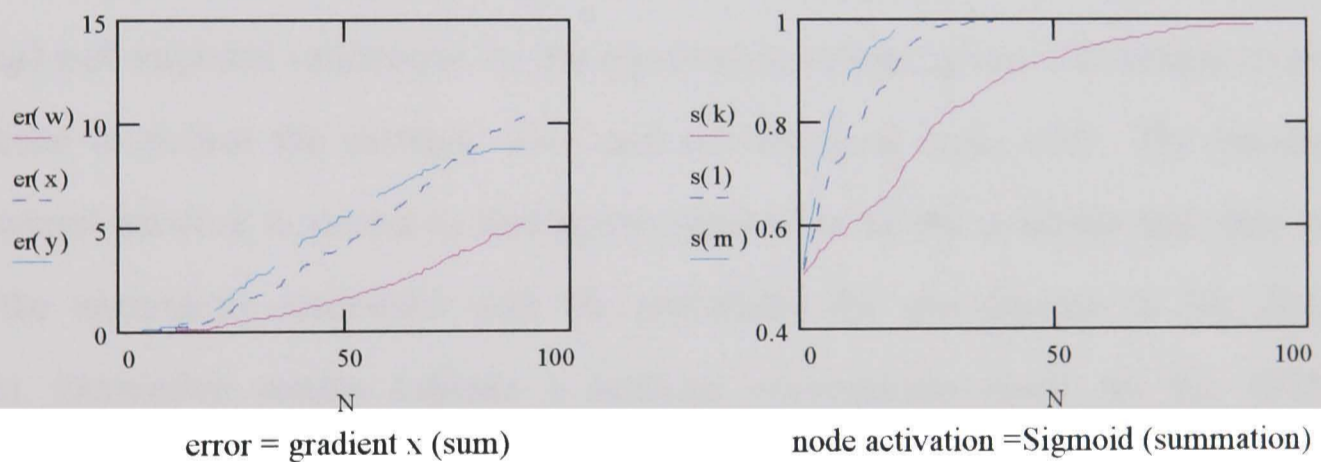 15
er( w )
10
er( x )
5
er( y )
0
0 50 100
N
error = gradient x (sum)
1
s( k )
0.8
s( l )
0.6
s( m )
0.4
0 50 100
N
node activation =Sigmoid (summation)